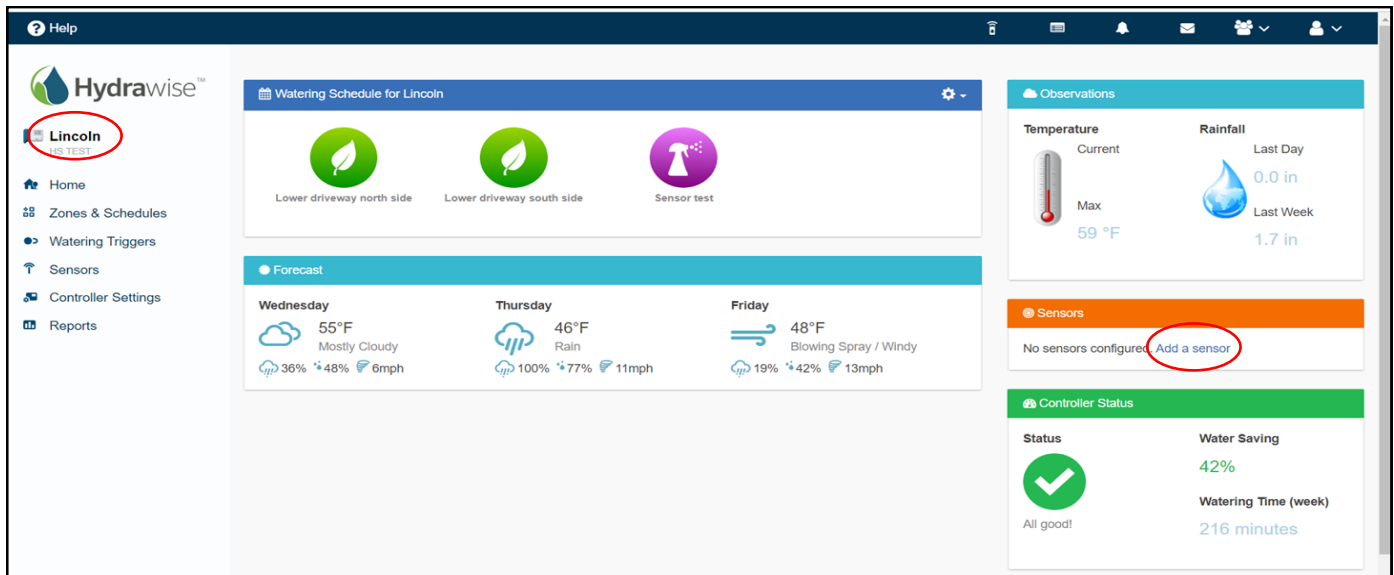 Help
Hydrawise™
Lincoln
HS TEST
Home
Zones & Schedules
Watering Triggers
Sensors
Controller Settings
Reports
Watering Schedule for Lincoln
Lower driveway north side
Lower driveway south side
Sensor test
Forecast
Wednesday
55°F
Mostly Cloudy
36% 48% 6mph
Thursday
46°F
Rain
100% 77% 11mph
Friday
48°F
Blowing Spray / Windy
19% 42% 13mph
Observations
Temperature
Current
Max
59 °F
Rainfall
Last Day
0.0 in
Last Week
1.7 in
Sensors
No sensors configured. Add a sensor
Controller Status
Status
All good!
Water Saving
42%
Watering Time (week)
216 minutes